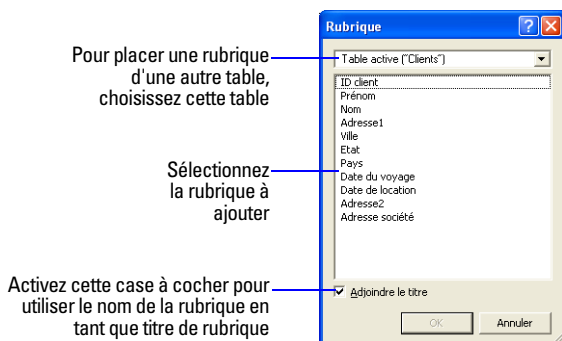 Rubrique
Pour placer une rubrique
d'une autre table,
choisissez cette table
Table active ("Clients")
ID client
Prénom
Nom
Adresse1
Ville
Etat
Pays
Date du voyage
Date de location
Adresse2
Adresse société
Sélectionnez
la rubrique à
ajouter
Activez cette case à cocher pour
utiliser le nom de la rubrique en
tant que titre de rubrique
Adjoindre le titre
OK
Annuler